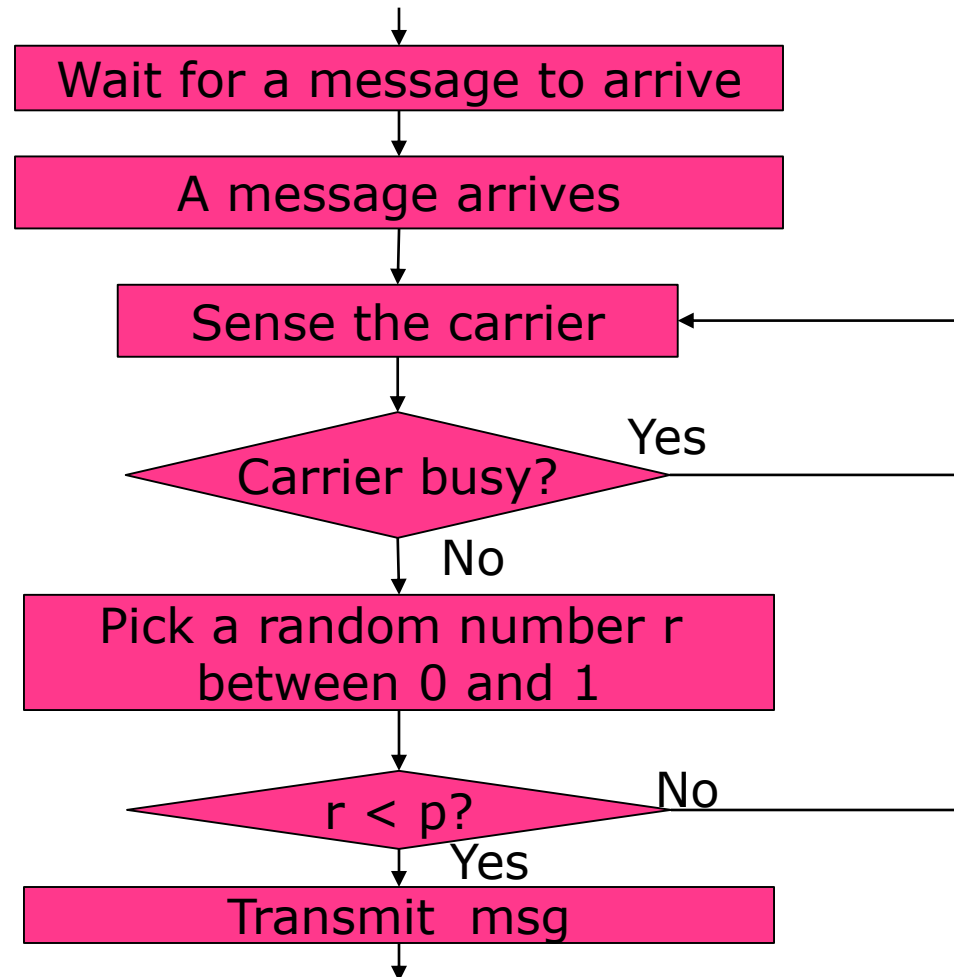 Wait for a message to arrive
A message arrives
Sense the carrier
Yes
Carrier busy?
No
Pick a random number r
between 0 and 1
No
r < p?
Yes
Transmit msg